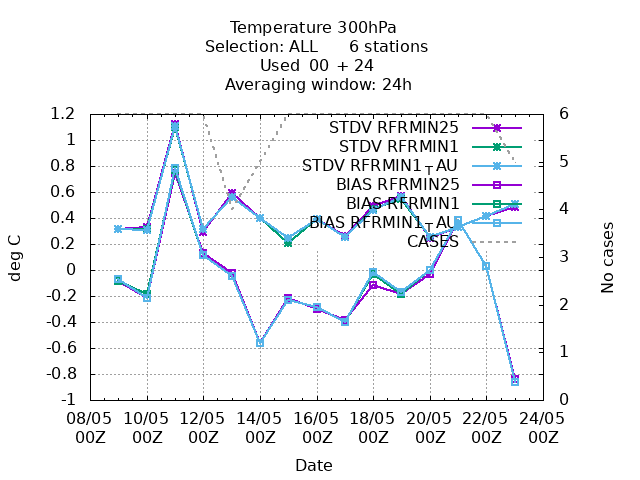 Temperature 300hPa
Selection: ALL 6 stations
Used 00 + 24
Averaging window: 24h
1.2
1
0.8
0.6
0.4
0.2
0
-0.2
-0.4
-0.6
-0.8
-1
deg C
6
5
4
3
2
1
0
No cases
STDV RFRMIN25
STDV RFRMIN1
STDV RFRMIN1TAU
BIAS RFRMIN25
BIAS RFRMIN1
BIAS RFRMIN1TAU
CASES
08/05 10/05 12/05 14/05 16/05 18/05 20/05 22/05 24/05
00Z 00Z 00Z 00Z 00Z 00Z 00Z 00Z 00Z
Date